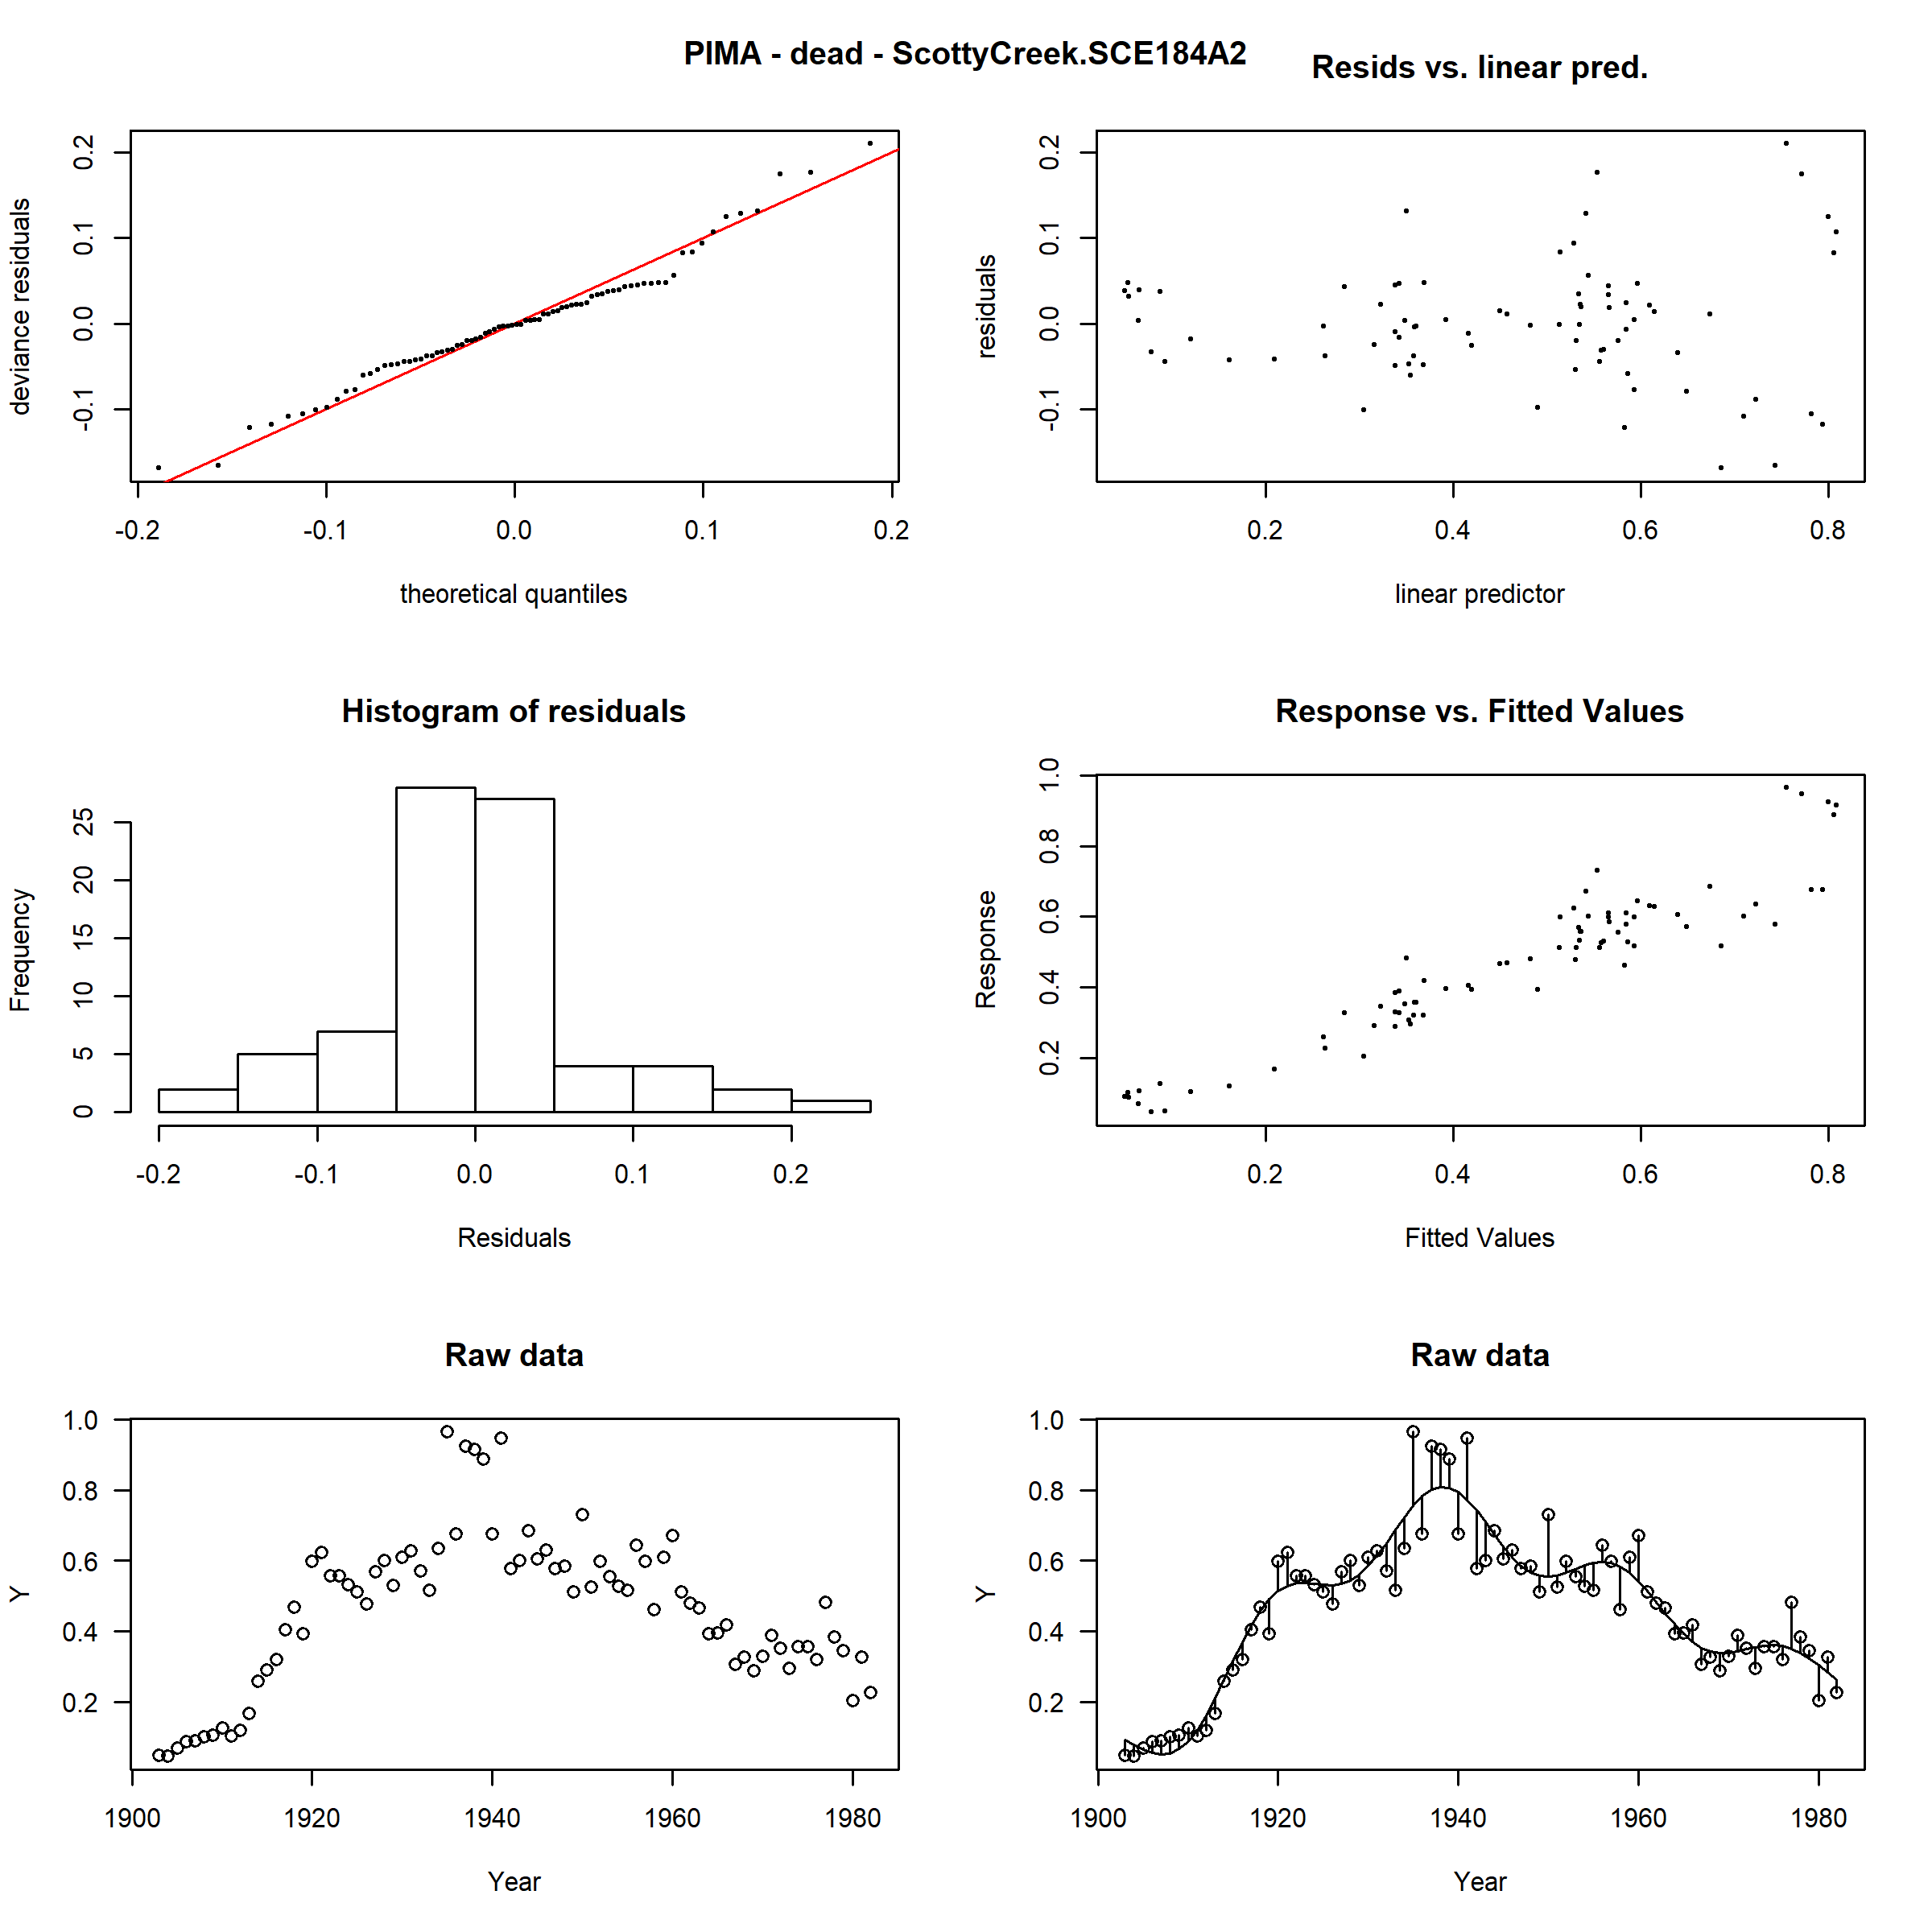 PIMA - dead - ScottyCreek.SCE184A2
Resids vs. linear pred.
deviance residuals
-0.1 0.0 0.1 0.2
-0.2 -0.1 0.0 0.1 0.2
theoretical quantiles
residuals
-0.1 0.0 0.1 0.2
0.2 0.4 0.6 0.8
linear predictor
Histogram of residuals
Frequency
0 5 10 15 20 25
-0.2 -0.1 0.0 0.1 0.2
Residuals
Response vs. Fitted Values
Response
0.2 0.4 0.6 0.8 1.0
0.2 0.4 0.6 0.8
Fitted Values
Raw data
Y
1.0
0.8
0.6
0.4
0.2
1900 1920 1940 1960 1980
Year
Raw data
Y
1.0
0.8
0.6
0.4
0.2
1900 1920 1940 1960 1980
Year